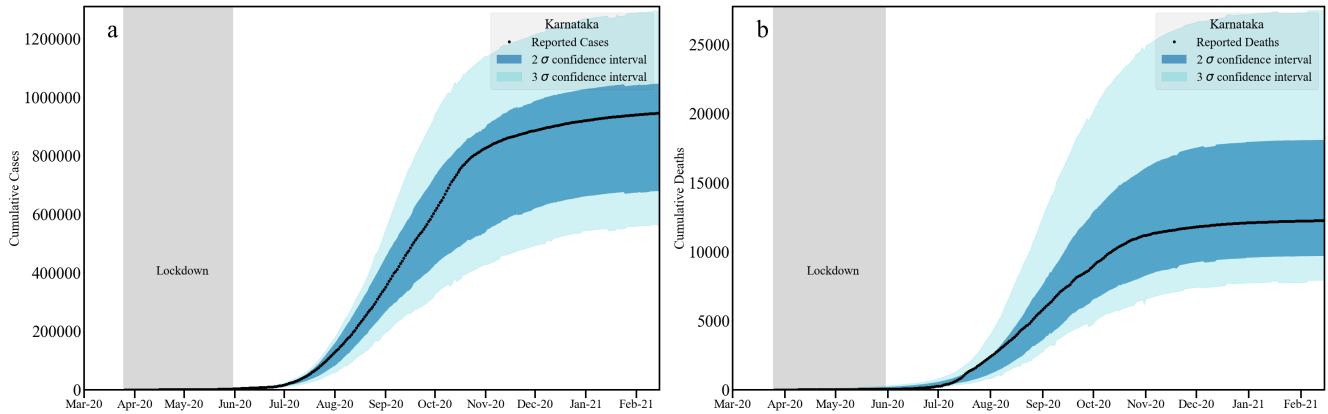 a
Karnataka
Reported Cases
2 σ confidence interval
3 σ confidence interval
Cumulative Cases
1200000
1000000
800000
600000
400000
200000
0
Lockdown
Mar-20 Apr-20 May-20 Jun-20 Jul-20 Aug-20 Sep-20 Oct-20 Nov-20 Dec-20 Jan-21 Feb-21
b
Karnataka
Reported Deaths
2 σ confidence interval
3 σ confidence interval
Cumulative Deaths
25000
20000
15000
10000
5000
0
Lockdown
Mar-20 Apr-20 May-20 Jun-20 Jul-20 Aug-20 Sep-20 Oct-20 Nov-20 Dec-20 Jan-21 Feb-21